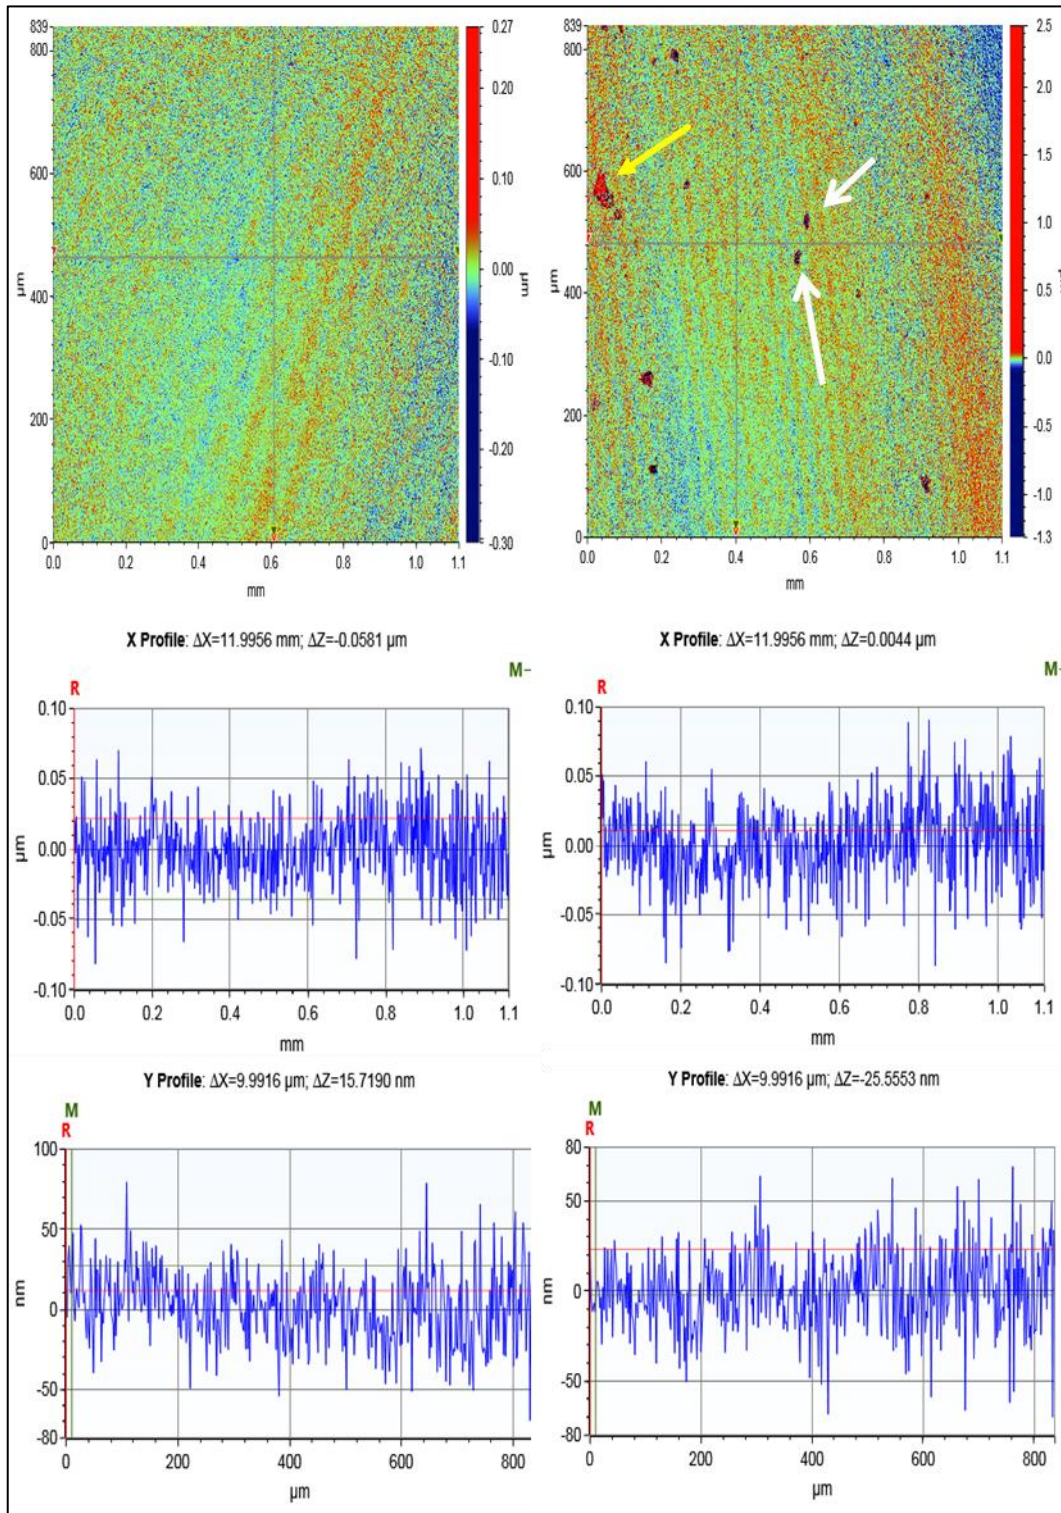 839
800
600
400
200
0
µm
0.0 0.2 0.4 0.6 0.8 1.0 1.1
mm
0.27
0.20
0.10
0.00
-0.10
-0.20
-0.30
µm
839
800
600
400
200
0
µm
0.0 0.2 0.4 0.6 0.8 1.0 1.1
mm
2.5
2.0
1.5
1.0
0.5
0.0
-0.5
-1.0
-1.3
X Profile: ΔX=11.9956 mm; ΔZ=-0.0581 µm
R
M
0.10
0.05
0.00
-0.05
-0.10
µm
0.0 0.2 0.4 0.6 0.8 1.0 1.1
mm
X Profile: ΔX=11.9956 mm; ΔZ=0.0044 µm
R
M
0.10
0.05
0.00
-0.05
-0.10
µm
0.0 0.2 0.4 0.6 0.8 1.0 1.1
mm
Y Profile: ΔX=9.9916 µm; ΔZ=15.7190 nm
M
R
100
50
0
-50
-80
nm
0 200 400 600 800
µm
Y Profile: ΔX=9.9916 µm; ΔZ=-25.5553 nm
M
R
80
50
0
-50
-80
nm
0 200 400 600 800
µm